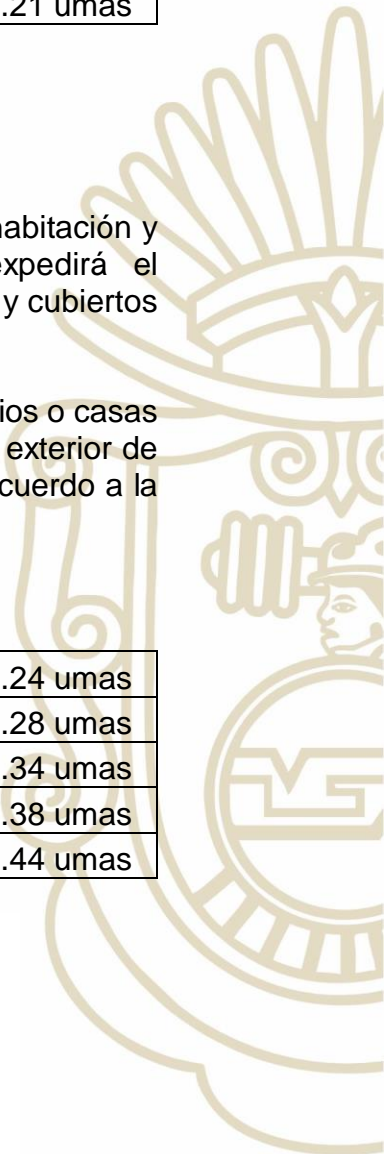 .21 umas
habitación y
expedirá el
y cubiertos
ios o casas
exterior de
cuerdo a la
.24 umas
.28 umas
.34 umas
.38 umas
.44 umas